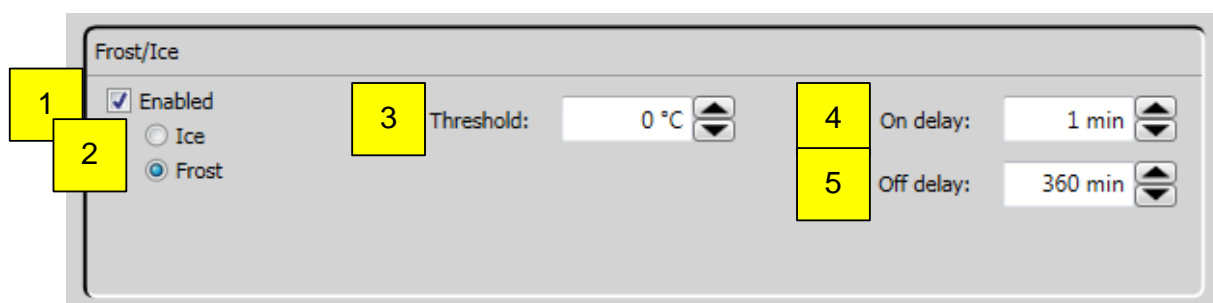 Frost/Ice
1 Enabled
2 Ice
Frost
3 Threshold: 0 °C
4 On delay: 1 min
5 Off delay: 360 min